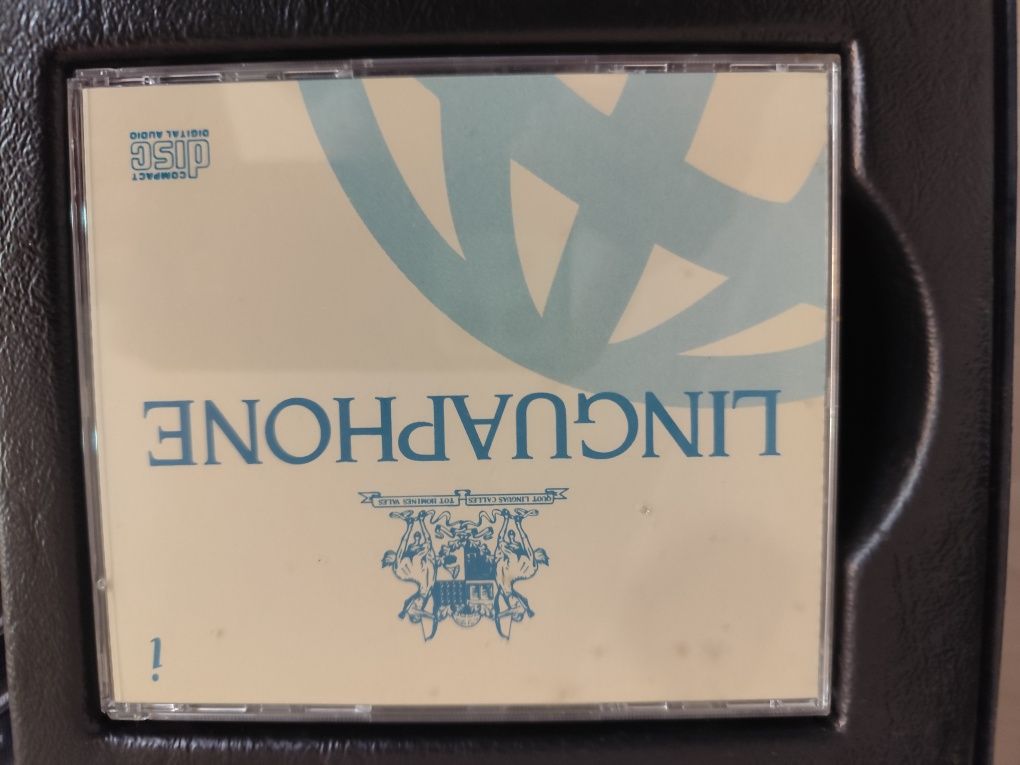 i
QUOT LINGUAS CALLES TOT HOMINES VALES
LINGUAPHONE
COMPACT
disc
DIGITAL AUDIO